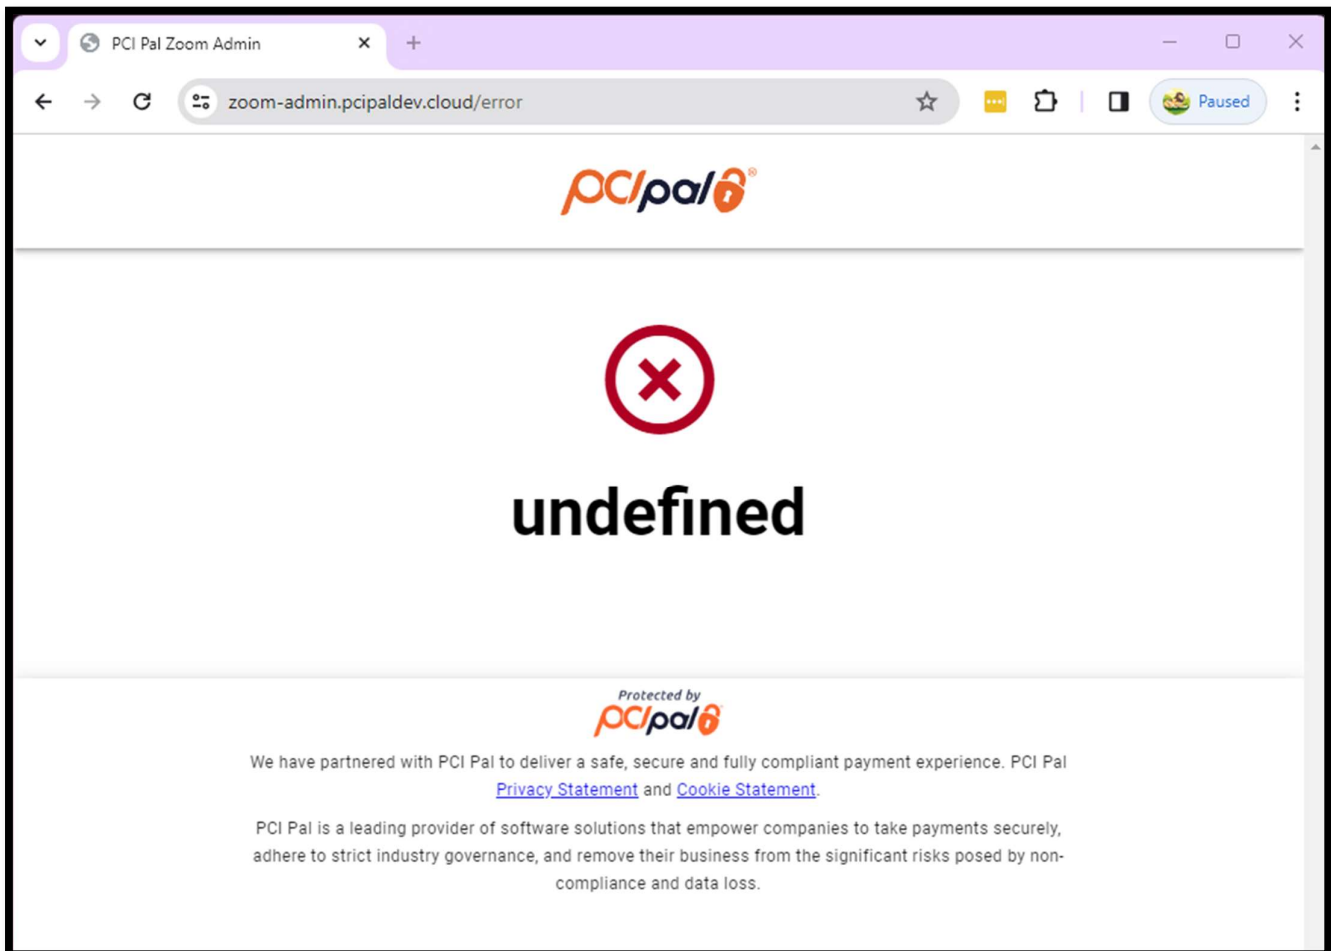 PCI Pal Zoom Admin
zoom-admin.pcipaldev.cloud/error
Paused
pcipal®
undefined
Protected by
pcipal
We have partnered with PCI Pal to deliver a safe, secure and fully compliant payment experience. PCI Pal
Privacy Statement and Cookie Statement.
PCI Pal is a leading provider of software solutions that empower companies to take payments securely,
adhere to strict industry governance, and remove their business from the significant risks posed by non-
compliance and data loss.